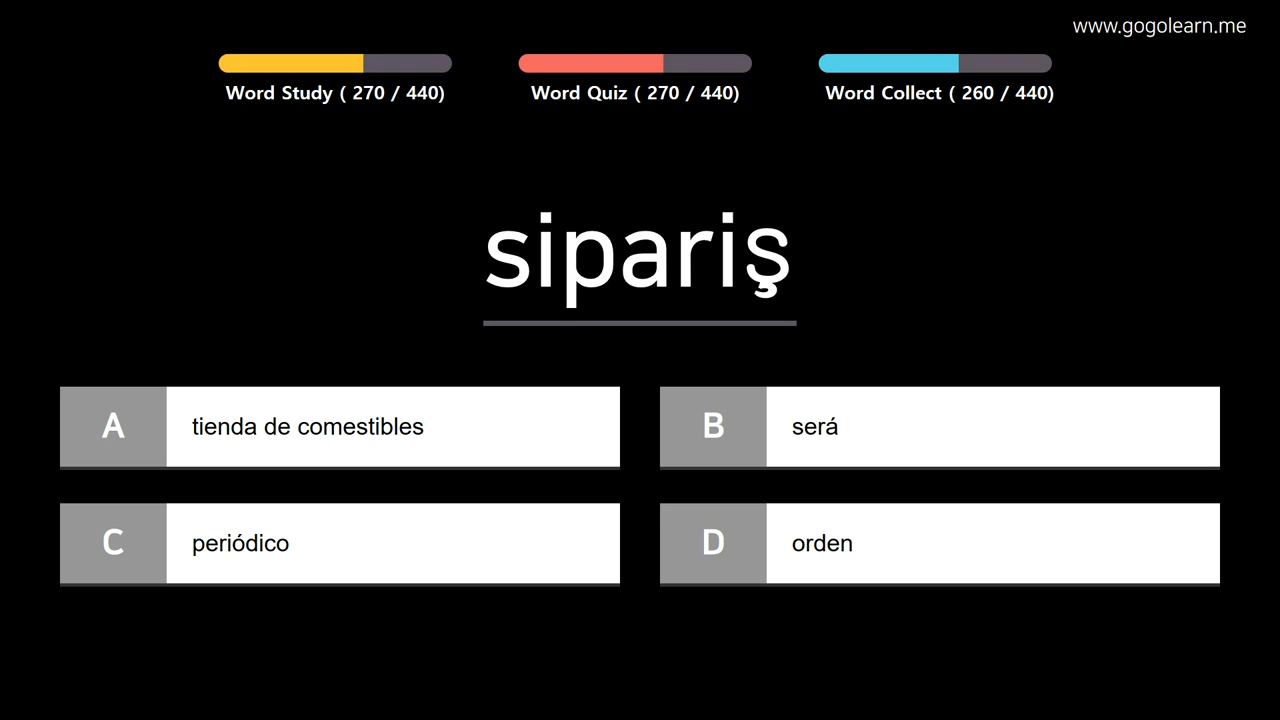 www.gogolearn.me
Word Study ( 270 / 440)
Word Quiz ( 270 / 440)
Word Collect ( 260 / 440)
sipariş
A tienda de comestibles
B será
C periódico
D orden